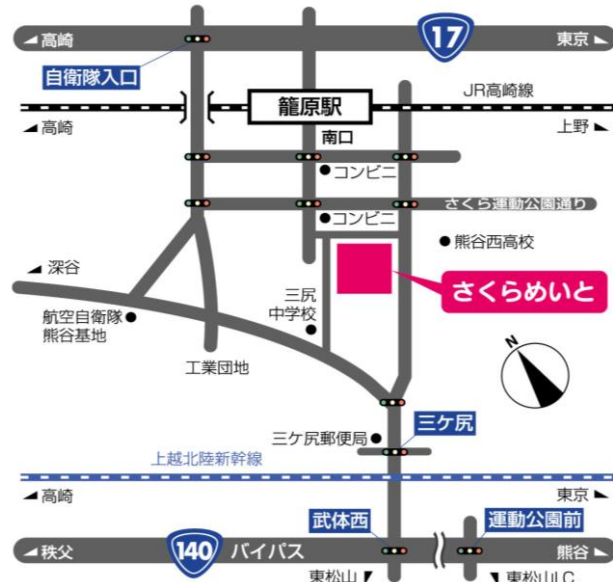 高崎
17
東京
自衛隊入口
籠原駅
JR高崎線
高崎
南口
上野
コンビニ
コンビニ
さくら運動公園通り
熊谷西高校
深谷
さくらめいと
三尻
中学校
航空自衛隊
熊谷基地
工業団地
N
三ケ尻
三ケ尻郵便局
上越北陸新幹線
高崎
東京
武体西
運動公園前
秩父
140
バイパス
熊谷
東松山
東松山I.C